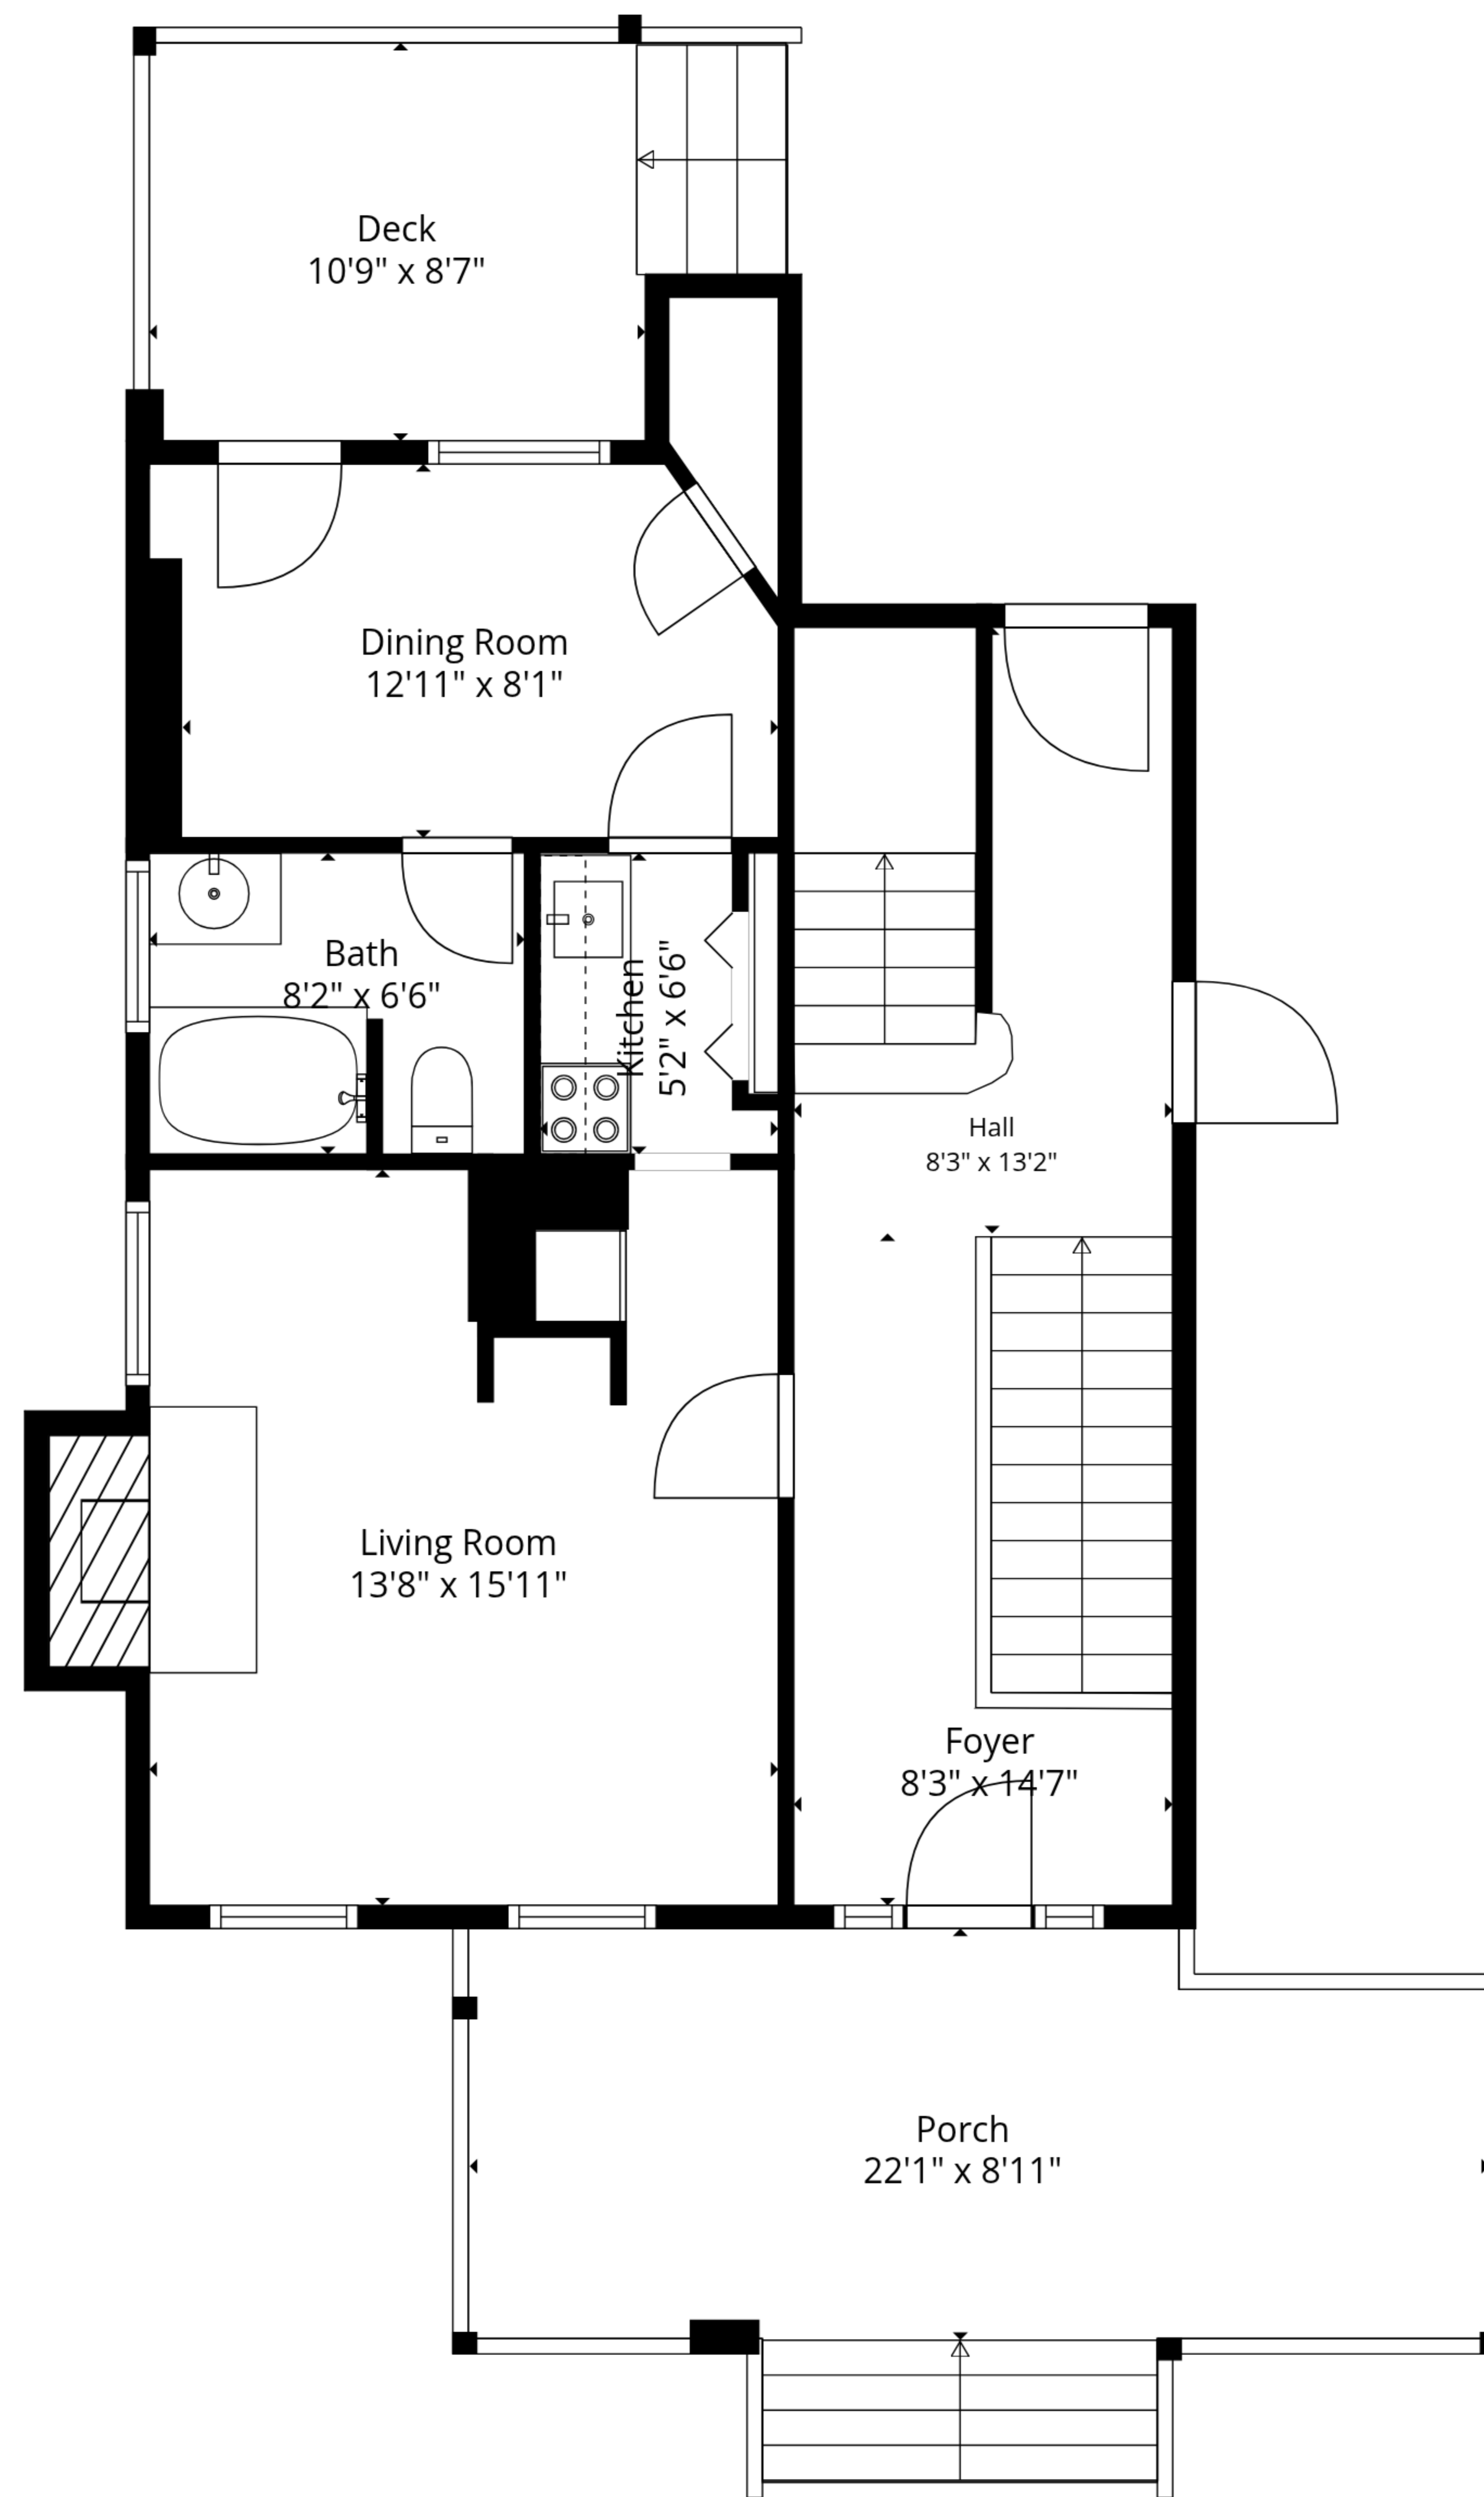 Deck
10'9" x 8'7"
Dining Room
12'11" x 8'1"
Bath
8'2" x 6'6"
Kitchen
5'2" x 6'6"
Hall
8'3" x 13'2"
Living Room
13'8" x 15'11"
Foyer
8'3" x 14'7"
Porch
22'1" x 8'11"